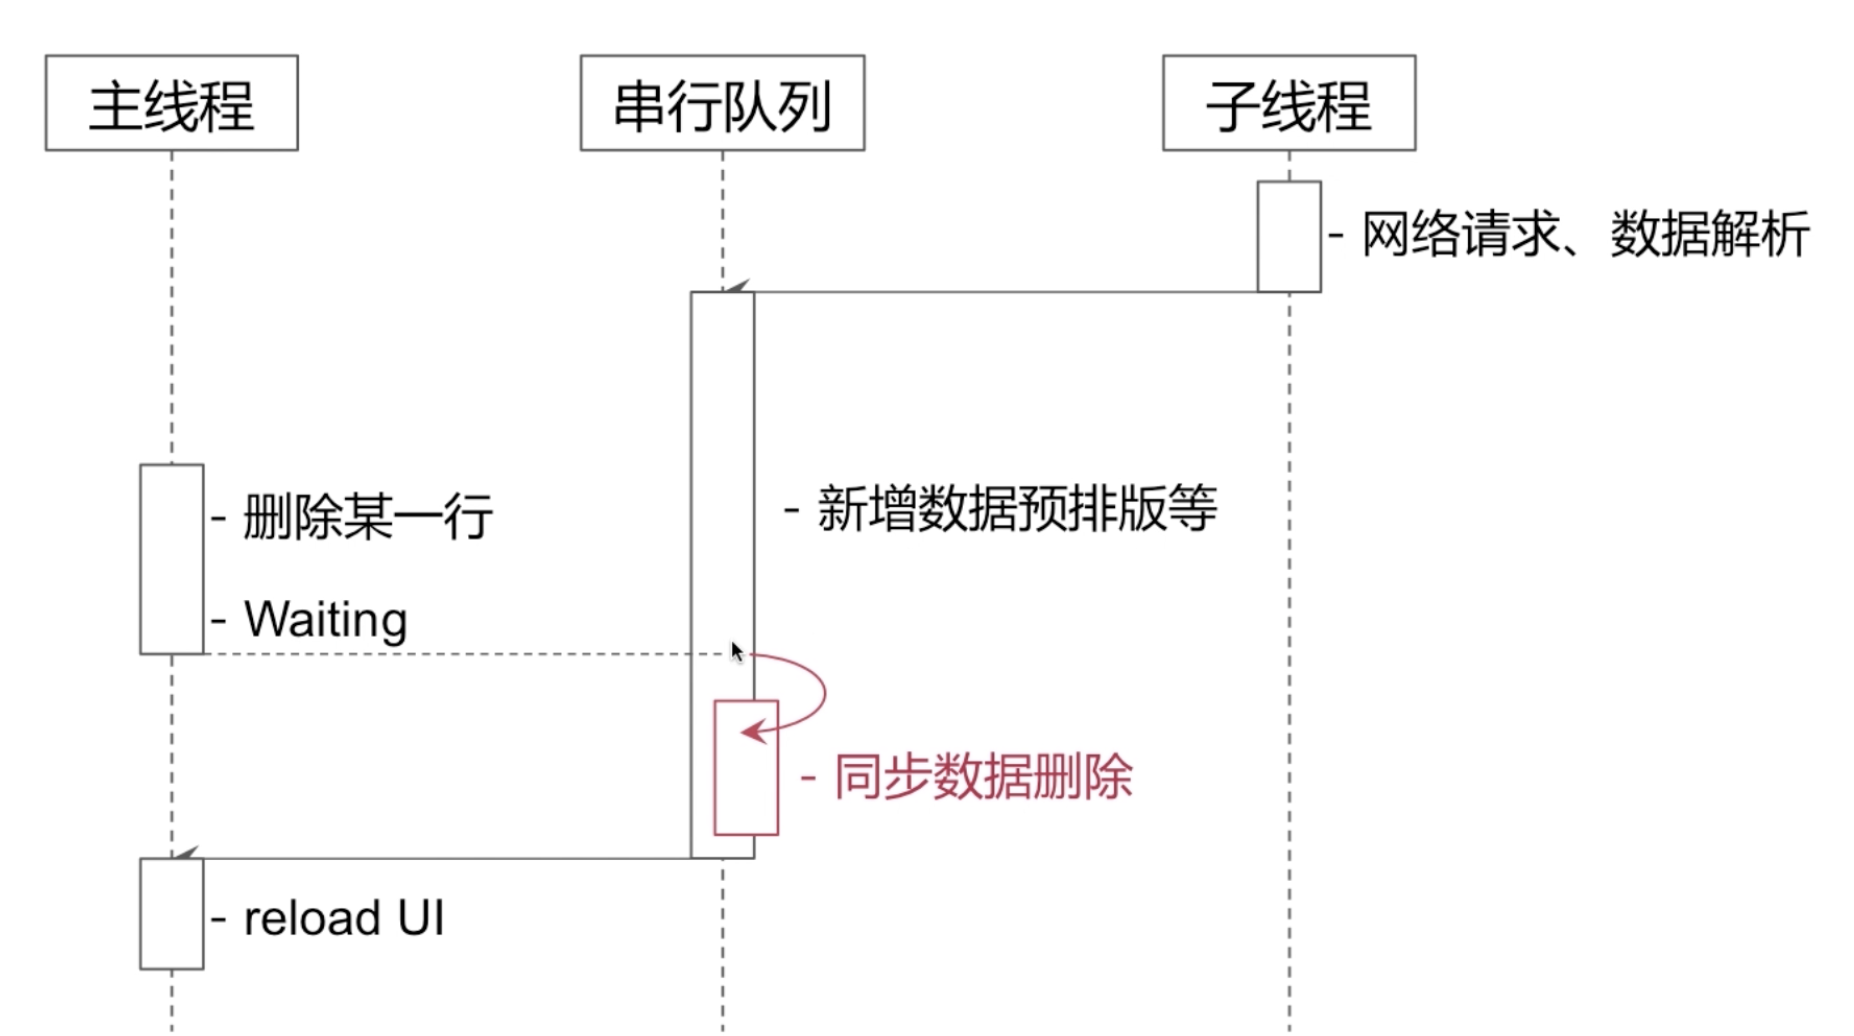 主线程
串行队列
子线程
- 网络请求、数据解析
- 删除某一行
- 新增数据预排版等
- Waiting
- 同步数据删除
- reload UI